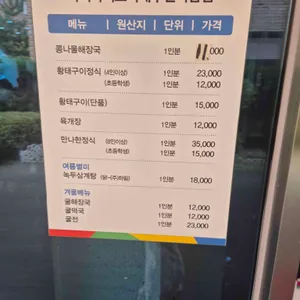 메뉴 | 원산지 | 단위 | 가격
콩나물해장국 1인분 11,000
황태구이정식 (4인이상) 1인분 23,000
(초등학생) 1인분 12,000
황태구이(단품) 1인분 15,000
육개장 1인분 12,000
만나한정식 1인분 35,000
(초등학생) 1인분 15,000
여름별미
녹두삼계탕 1인분 18,000
겨울메뉴
굴해장국 1인분 12,000
굴떡국 1인분 12,000
굴전 1인분 23,000